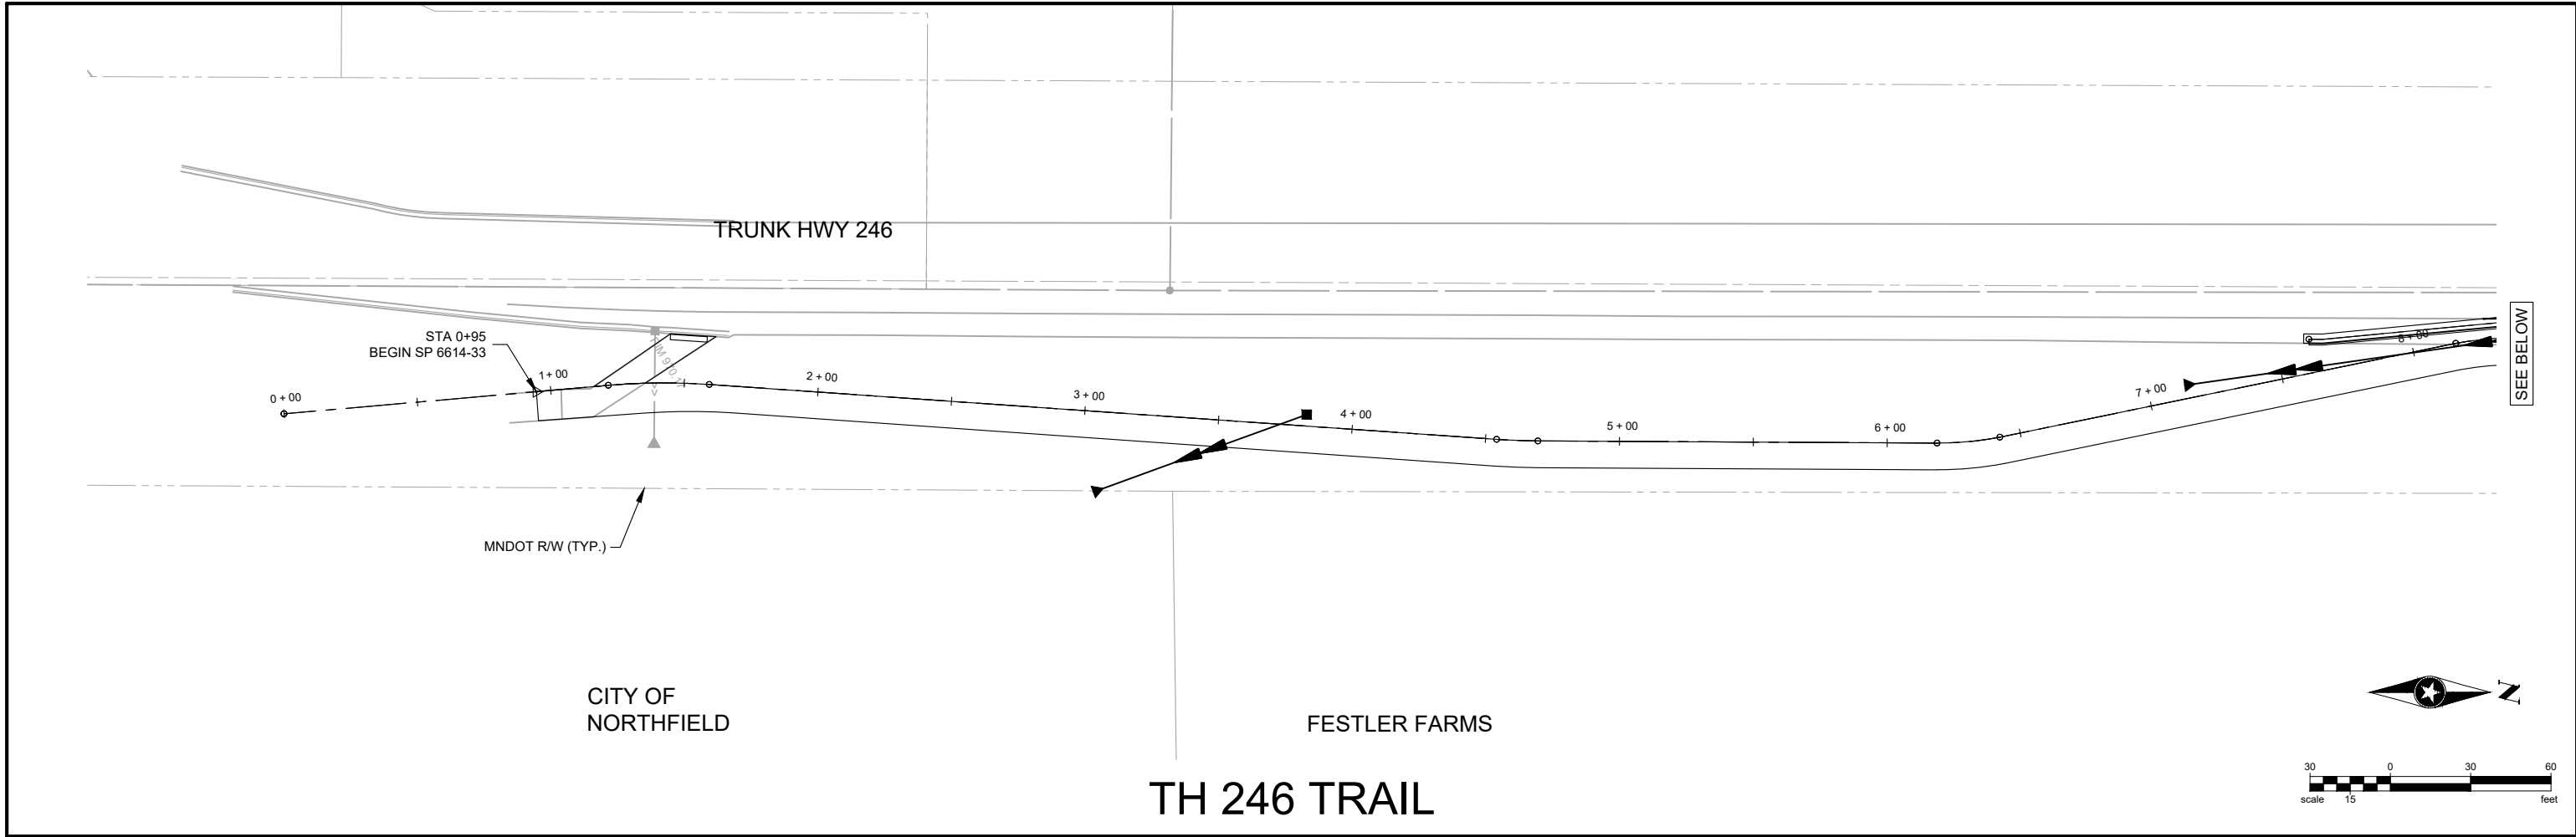 TRUNK HWY 246
STA 0+95
BEGIN SP 6614-33
0 + 00
1 + 00
2 + 00
3 + 00
4 + 00
5 + 00
6 + 00
7 + 00
8 + 00
SEE BELOW
MNDOT R/W (TYP.)
CITY OF
NORTHFIELD
FESTLER FARMS
N
TH 246 TRAIL
30 0 30 60
scale 15 feet